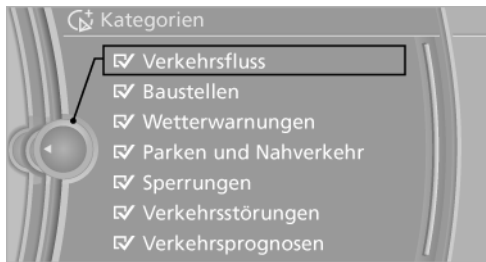 Kategorien
Verkehrsfluss
Baustellen
Wetterwarnungen
Parken und Nahverkehr
Sperrungen
Verkehrsstörungen
Verkehrsprognosen